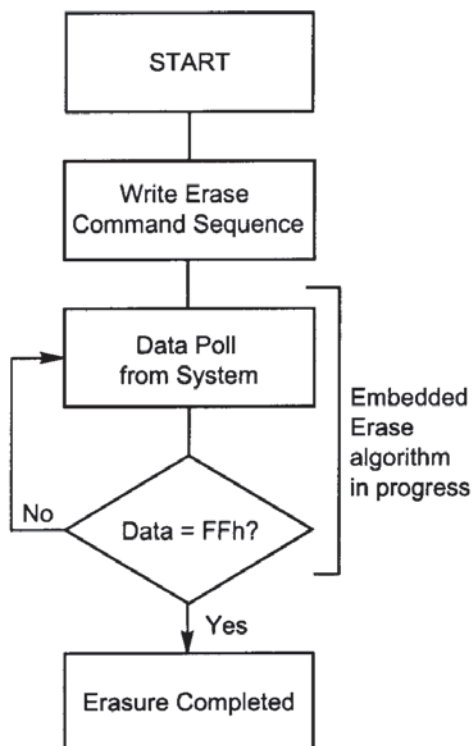 START
Write Erase
Command Sequence
Data Poll
from System
Embedded
Erase
algorithm
in progress
No
Data = FFh?
Yes
Erasure Completed